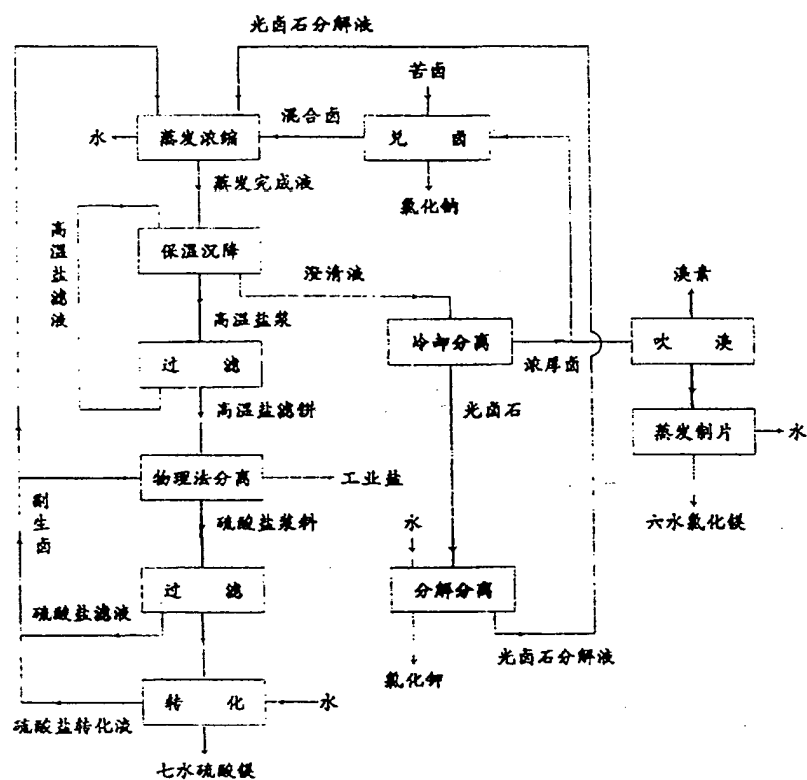 光卤石分解液
苦卤
水
蒸发浓缩
混合卤
兑 卤
蒸发完成液
氯化钠
高温盐滤液
保温沉降
澄清液
溴素
高温盐浆
冷却分离
浓厚卤
吹 溴
过 滤
高温盐滤饼
光卤石
蒸发制片
水
物理法分离
工业盐
副生卤
硫酸盐浆料
水
六水氯化镁
过 滤
分解分离
硫酸盐滤液
光卤石分解液
氯化钾
转 化
水
硫酸盐转化液
七水硫酸镁